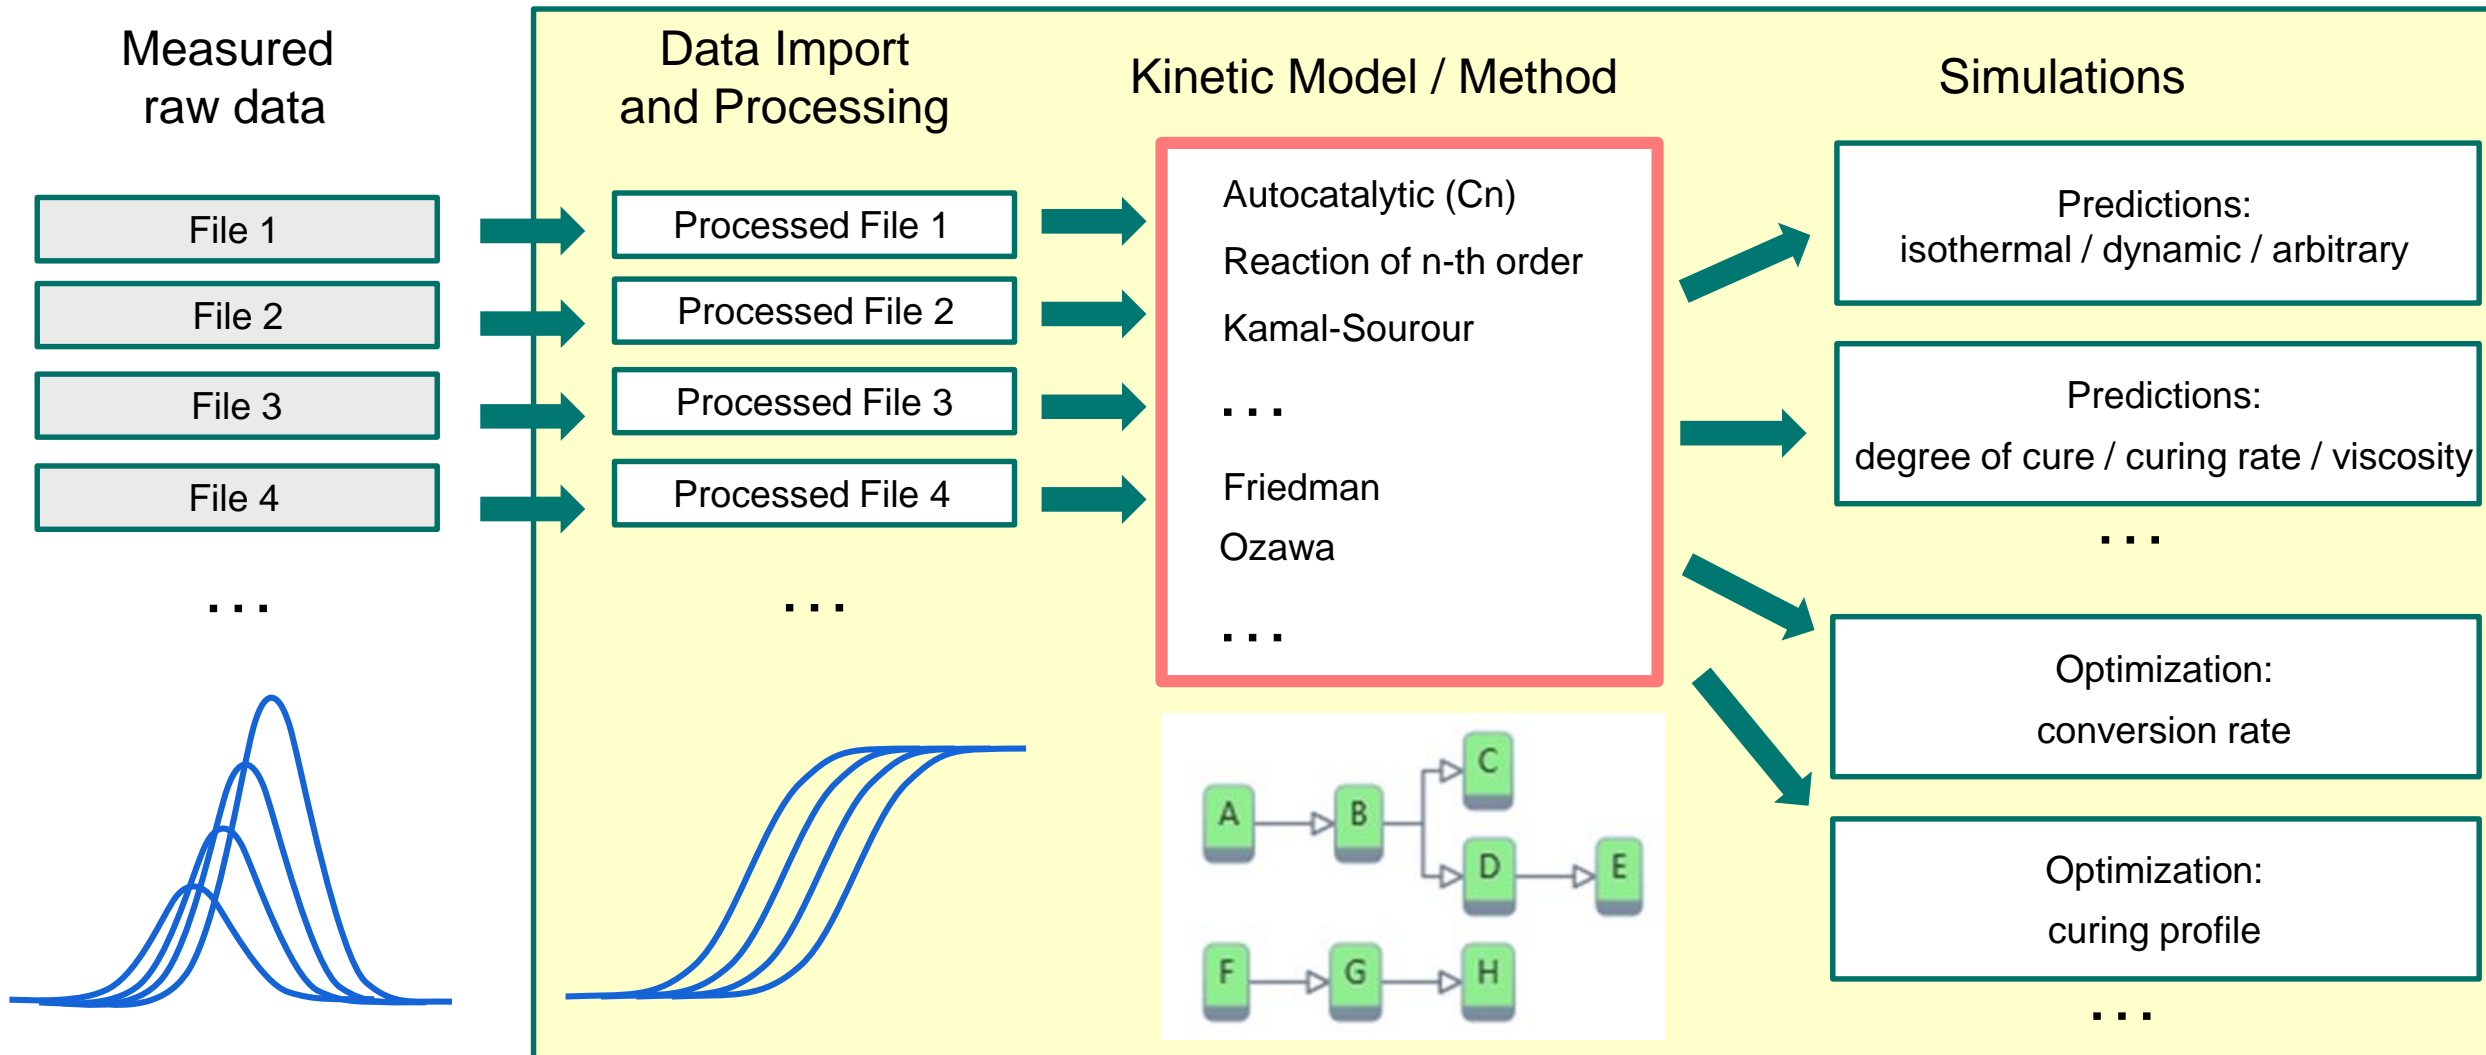 Measured
raw data
File 1
File 2
File 3
File 4
...
Data Import
and Processing
Processed File 1
Processed File 2
Processed File 3
Processed File 4
...
Kinetic Model / Method
Autocatalytic (Cn)
Reaction of n-th order
Kamal-Sourour
...
Friedman
Ozawa
...
A
B
C
D
E
F
G
H
Simulations
Predictions:
isothermal / dynamic / arbitrary
Predictions:
degree of cure / curing rate / viscosity
...
Optimization:
conversion rate
Optimization:
curing profile
...